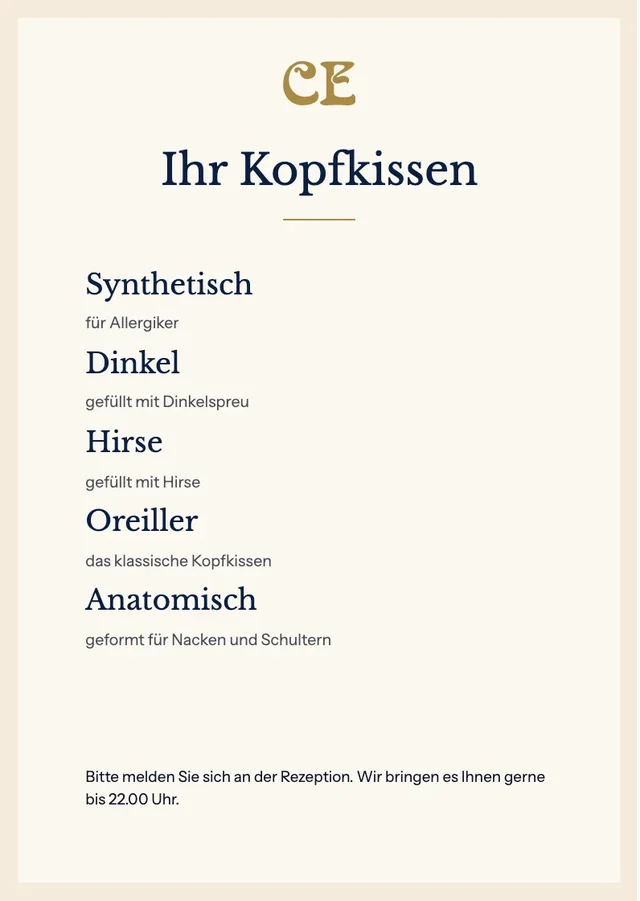 CE
Ihr Kopfkissen
Synthetisch
für Allergiker
Dinkel
gefüllt mit Dinkelspreu
Hirse
gefüllt mit Hirse
Oreiller
das klassische Kopfkissen
Anatomisch
geformt für Nacken und Schultern
Bitte melden Sie sich an der Rezeption. Wir bringen es Ihnen gerne
bis 22.00 Uhr.